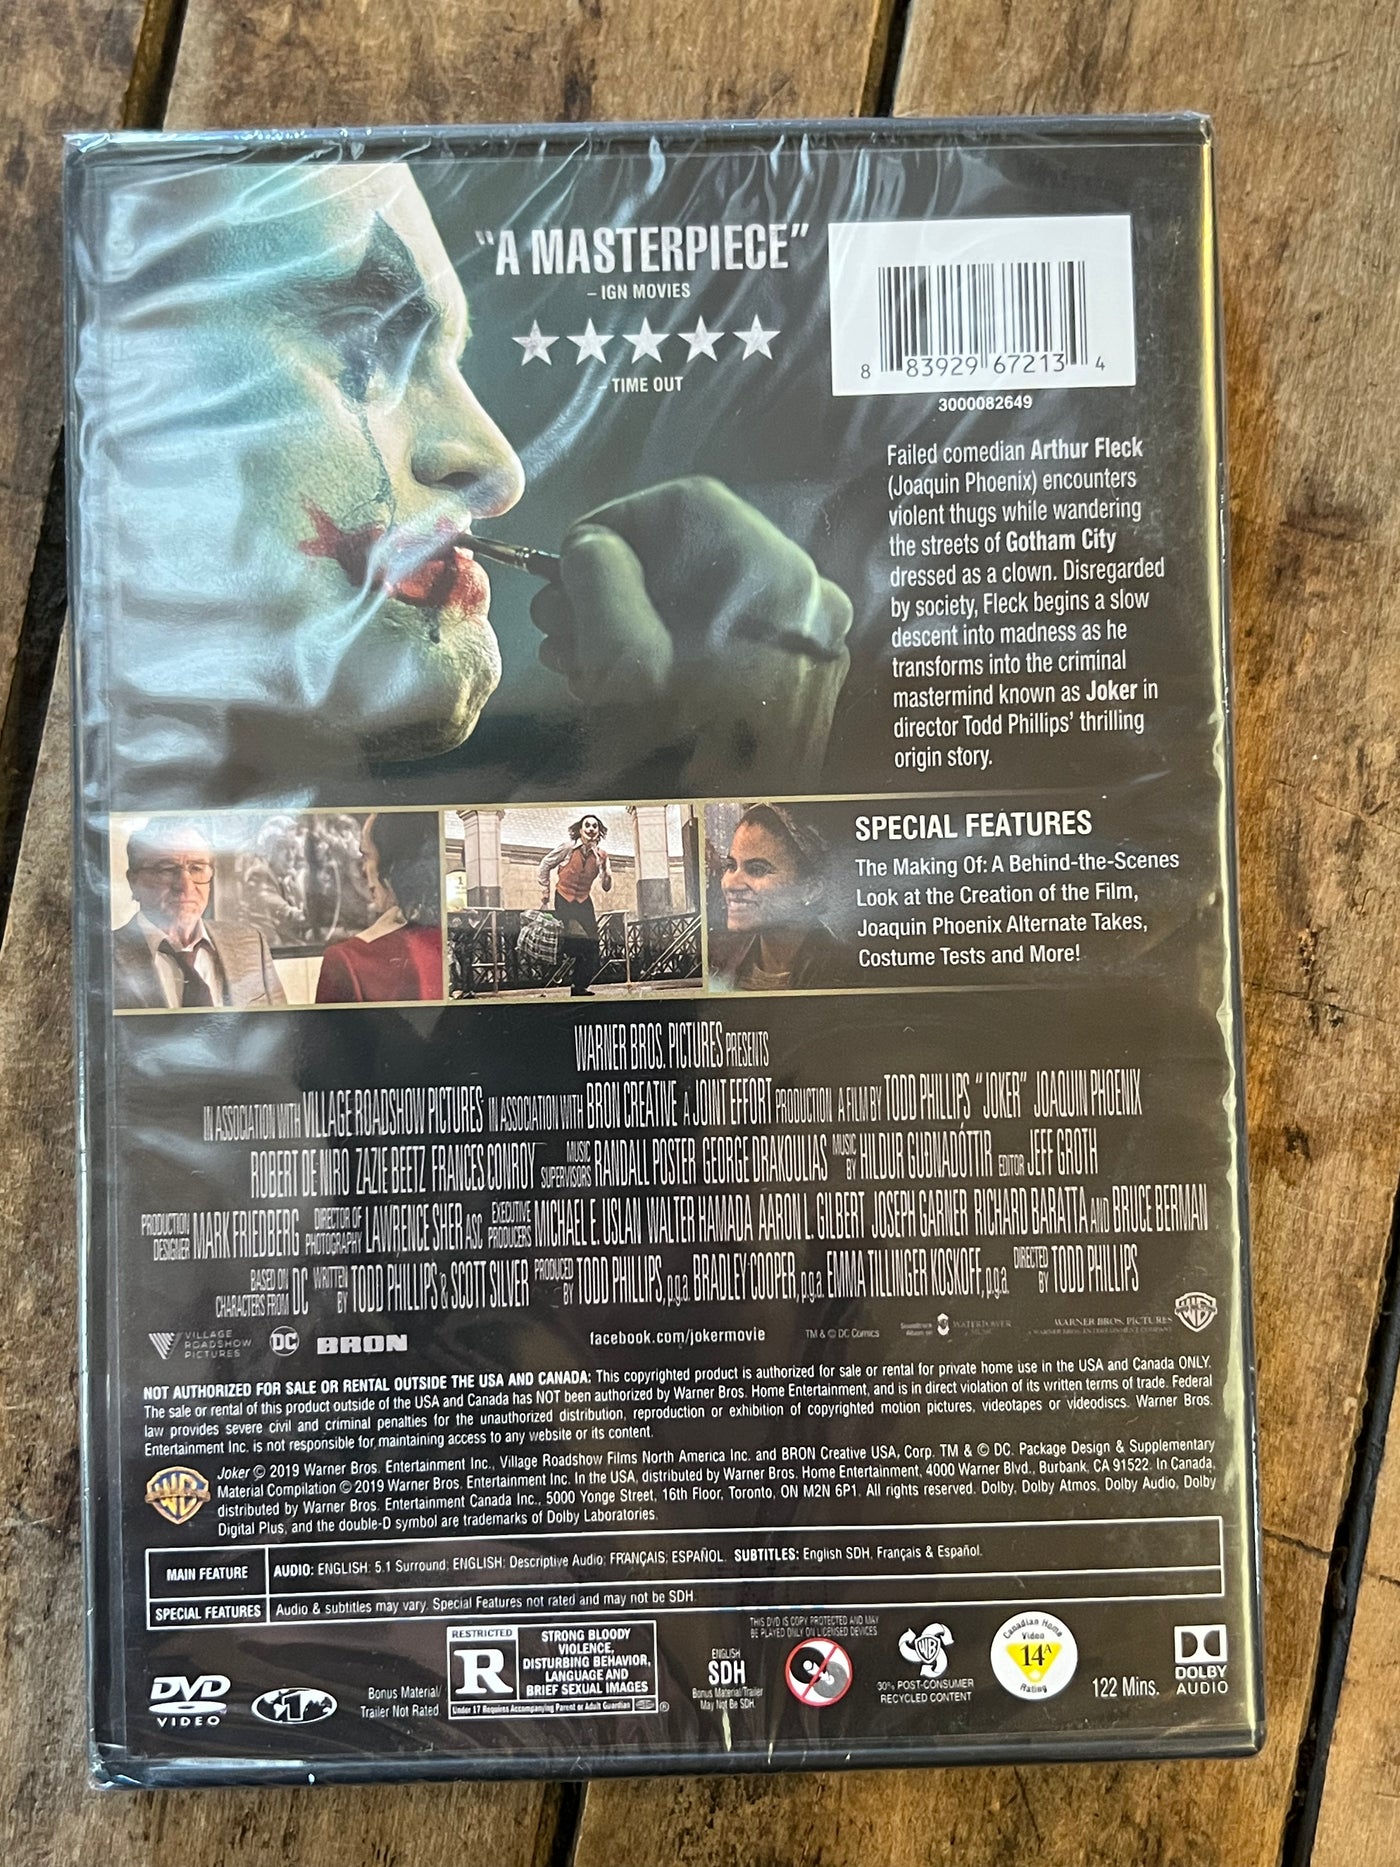 "A MASTERPIECE"
– IGN MOVIES
– TIME OUT
8 83929 67213 4
3000082649
Failed comedian Arthur Fleck
(Joaquin Phoenix) encounters
violent thugs while wandering
the streets of Gotham City
dressed as a clown. Disregarded
by society, Fleck begins a slow
descent into madness as he
transforms into the criminal
mastermind known as Joker in
director Todd Phillips' thrilling
origin story.
SPECIAL FEATURES
The Making Of: A Behind-the-Scenes
Look at the Creation of the Film,
Joaquin Phoenix Alternate Takes,
Costume Tests and More!
WARNER BROS. PICTURES PRESENTS
IN ASSOCIATION WITH VILLAGE ROADSHOW PICTURES IN ASSOCIATION WITH BRON CREATIVE A JOINT EFFORT PRODUCTION A FILM BY TODD PHILLIPS "JOKER" JOAQUIN PHOENIX
ROBERT DE NIRO ZAZIE BEETZ FRANCES CONROY MUSIC SUPERVISORS RANDALL POSTER GEORGE DRAKOULIAS MUSIC BY HILDUR GUÐNADÓTTIR EDITOR JEFF GROTH
PRODUCTION DESIGNER MARK FRIEDBERG DIRECTOR OF PHOTOGRAPHY LAWRENCE SHER ASC EXECUTIVE PRODUCERS MICHAEL E. USLAN WALTER HAMADA AARON L. GILBERT JOSEPH GARNER RICHARD BARATTA AND BRUCE BERMAN
BASED ON CHARACTERS FROM DC WRITTEN BY TODD PHILLIPS & SCOTT SILVER PRODUCED BY TODD PHILLIPS, p.g.a. BRADLEY COOPER, p.g.a. EMMA TILLINGER KOSKOFF, p.g.a. DIRECTED BY TODD PHILLIPS
VILLAGE ROADSHOW PICTURES DC BRON facebook.com/jokermovie TM & © DC Comics Soundtrack Album on WATERTOWER MUSIC WARNER BROS. PICTURES
NOT AUTHORIZED FOR SALE OR RENTAL OUTSIDE THE USA AND CANADA: This copyrighted product is authorized for sale or rental for private home use in the USA and Canada ONLY.
The sale or rental of this product outside of the USA and Canada has NOT been authorized by Warner Bros. Home Entertainment, and is in direct violation of its written terms of trade. Federal
law provides severe civil and criminal penalties for the unauthorized distribution, reproduction or exhibition of copyrighted motion pictures, videotapes or videodiscs. Warner Bros.
Entertainment Inc. is not responsible for maintaining access to any website or its content.
Joker © 2019 Warner Bros. Entertainment Inc., Village Roadshow Films North America Inc. and BRON Creative USA, Corp. TM & © DC. Package Design & Supplementary
Material Compilation © 2019 Warner Bros. Entertainment Inc. In the USA, distributed by Warner Bros. Home Entertainment, 4000 Warner Blvd., Burbank, CA 91522. In Canada,
distributed by Warner Bros. Entertainment Canada Inc., 5000 Yonge Street, 16th Floor, Toronto, ON M2N 6P1. All rights reserved. Dolby, Dolby Atmos, Dolby Audio, Dolby
Digital Plus, and the double-D symbol are trademarks of Dolby Laboratories.
MAIN FEATURE AUDIO: ENGLISH: 5.1 Surround; ENGLISH: Descriptive Audio; FRANÇAIS; ESPAÑOL. SUBTITLES: English SDH, Français & Español.
SPECIAL FEATURES Audio & subtitles may vary. Special Features not rated and may not be SDH.
DVD
VIDEO
1
Bonus Material/
Trailer Not Rated
RESTRICTED
R
STRONG BLOODY
VIOLENCE,
DISTURBING BEHAVIOR,
LANGUAGE AND
BRIEF SEXUAL IMAGES
Under 17 Requires Accompanying Parent or Adult Guardian ®
ENGLISH
SDH
Bonus Material/Trailer
May Not Be SDH
THIS DVD IS COPY PROTECTED AND MAY
BE PLAYED ONLY ON LICENSED DEVICES
30% POST-CONSUMER
RECYCLED CONTENT
Canadian Home
Video
14A
Rating
122 Mins.
DOLBY
AUDIO